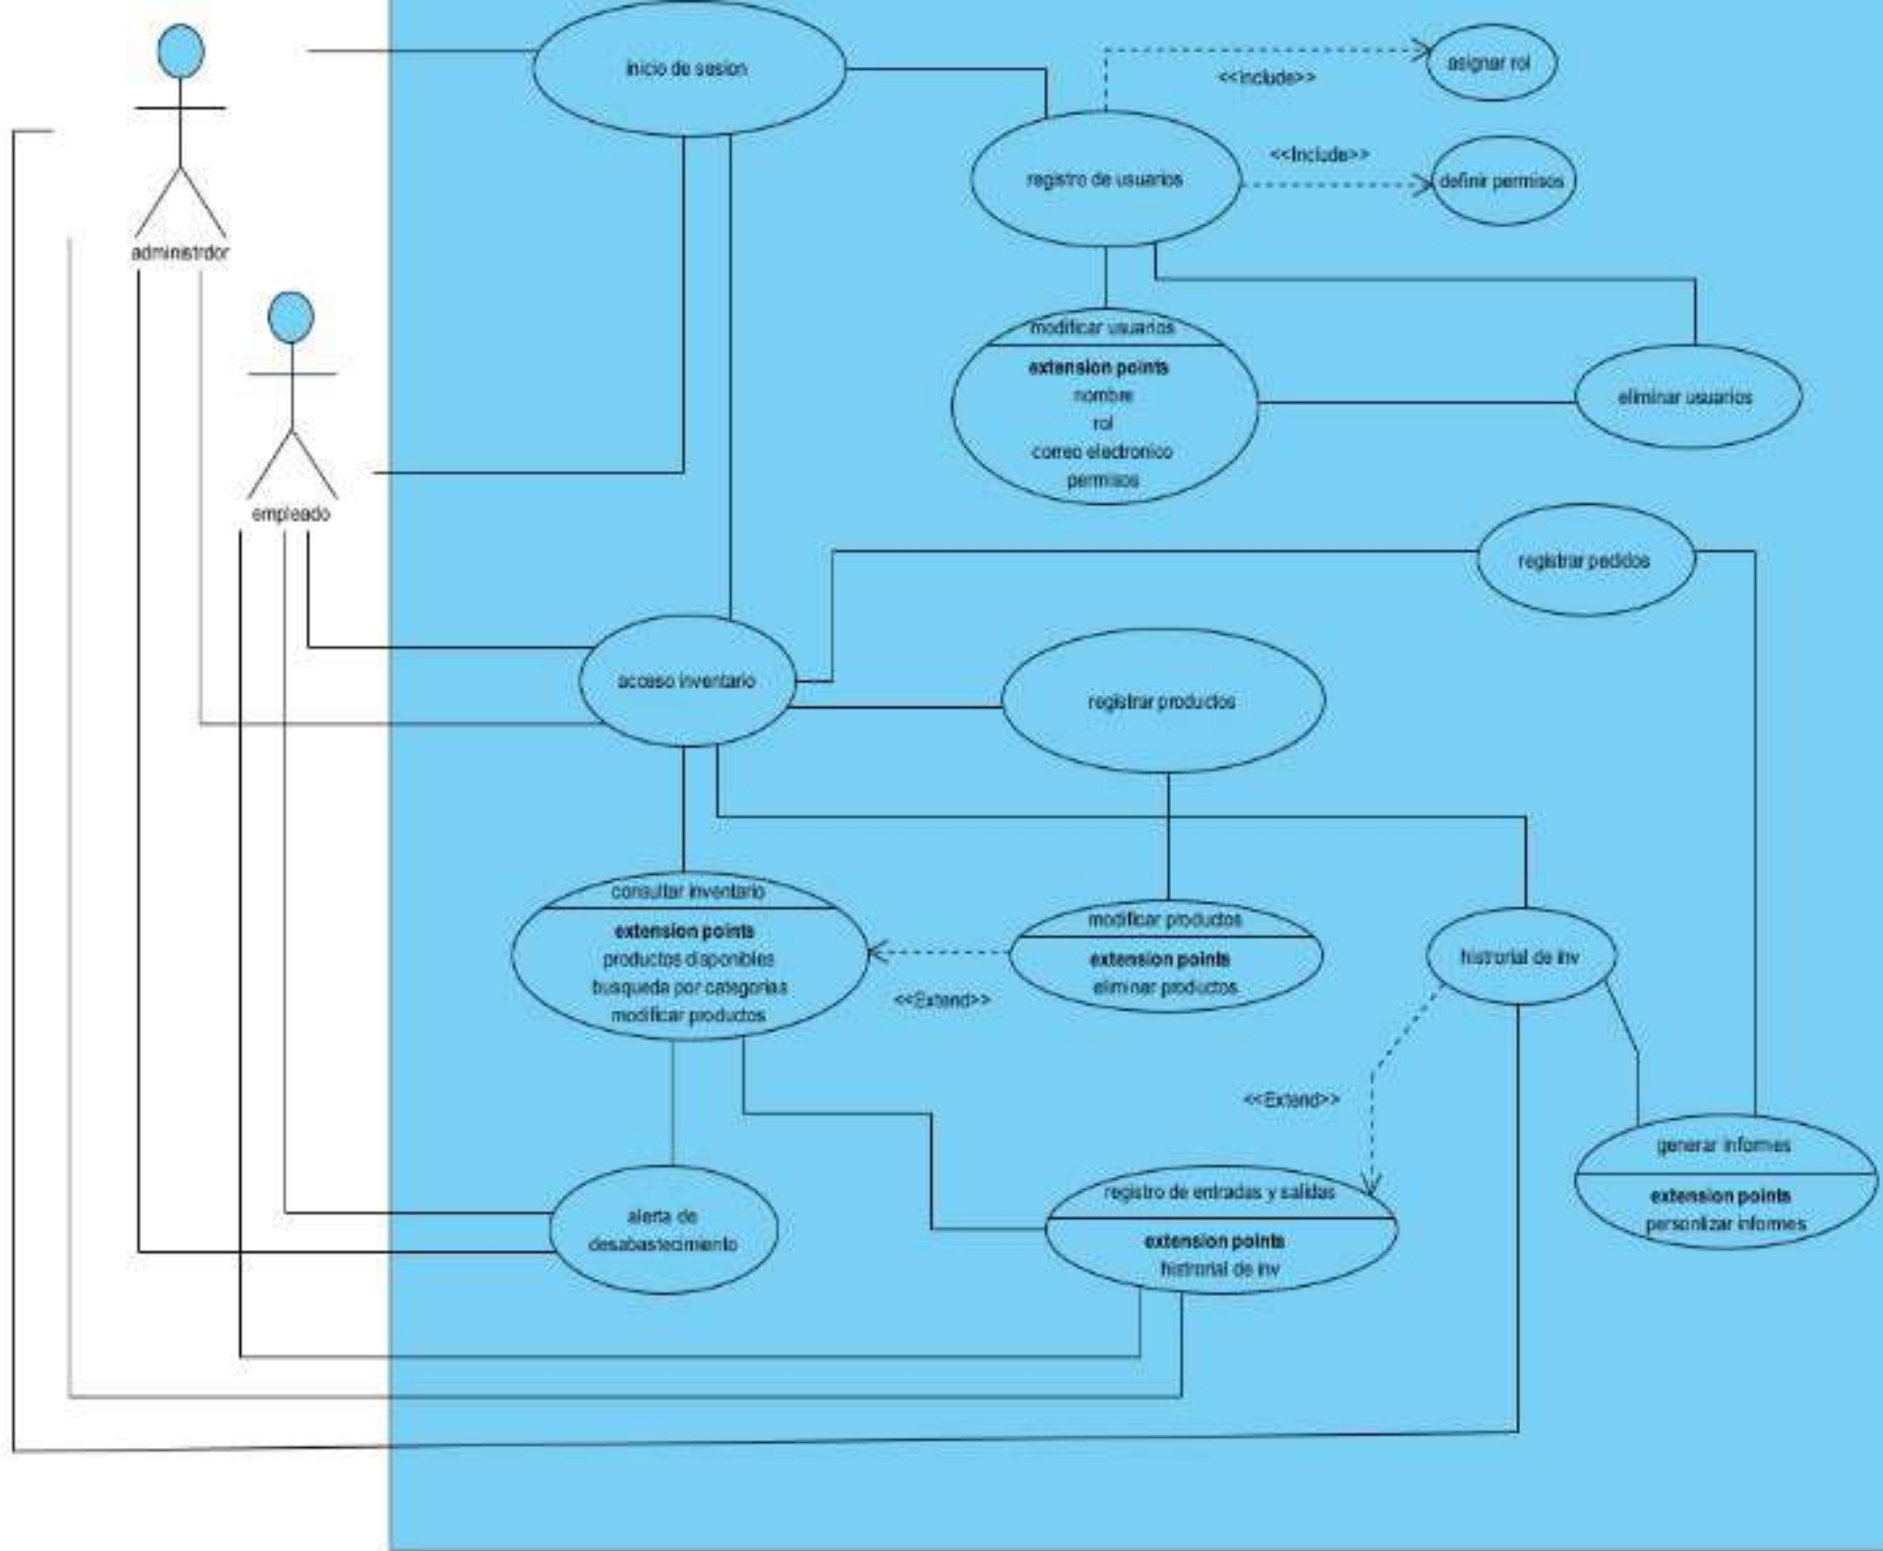 inicio de sesion
<<Include>>
asignar rol
administrdor
registro de usuarios
<<Include>>
definir permisos
empleado
modificar usuarios
extension points
nombre
rol
correo electronico
permisos
eliminar usuarios
registrar pedidos
acceso inventario
registrar productos
consultar inventario
extension points
productos disponibles
busqueda por categorias
modificar productos
<<Extend>>
modificar productos
extension points
eliminar productos
histrorial de inv
<<Extend>>
alerta de
desabastecimiento
registro de entradas y salidas
extension points
histrorial de inv
generar informes
extension points
personlizar informes